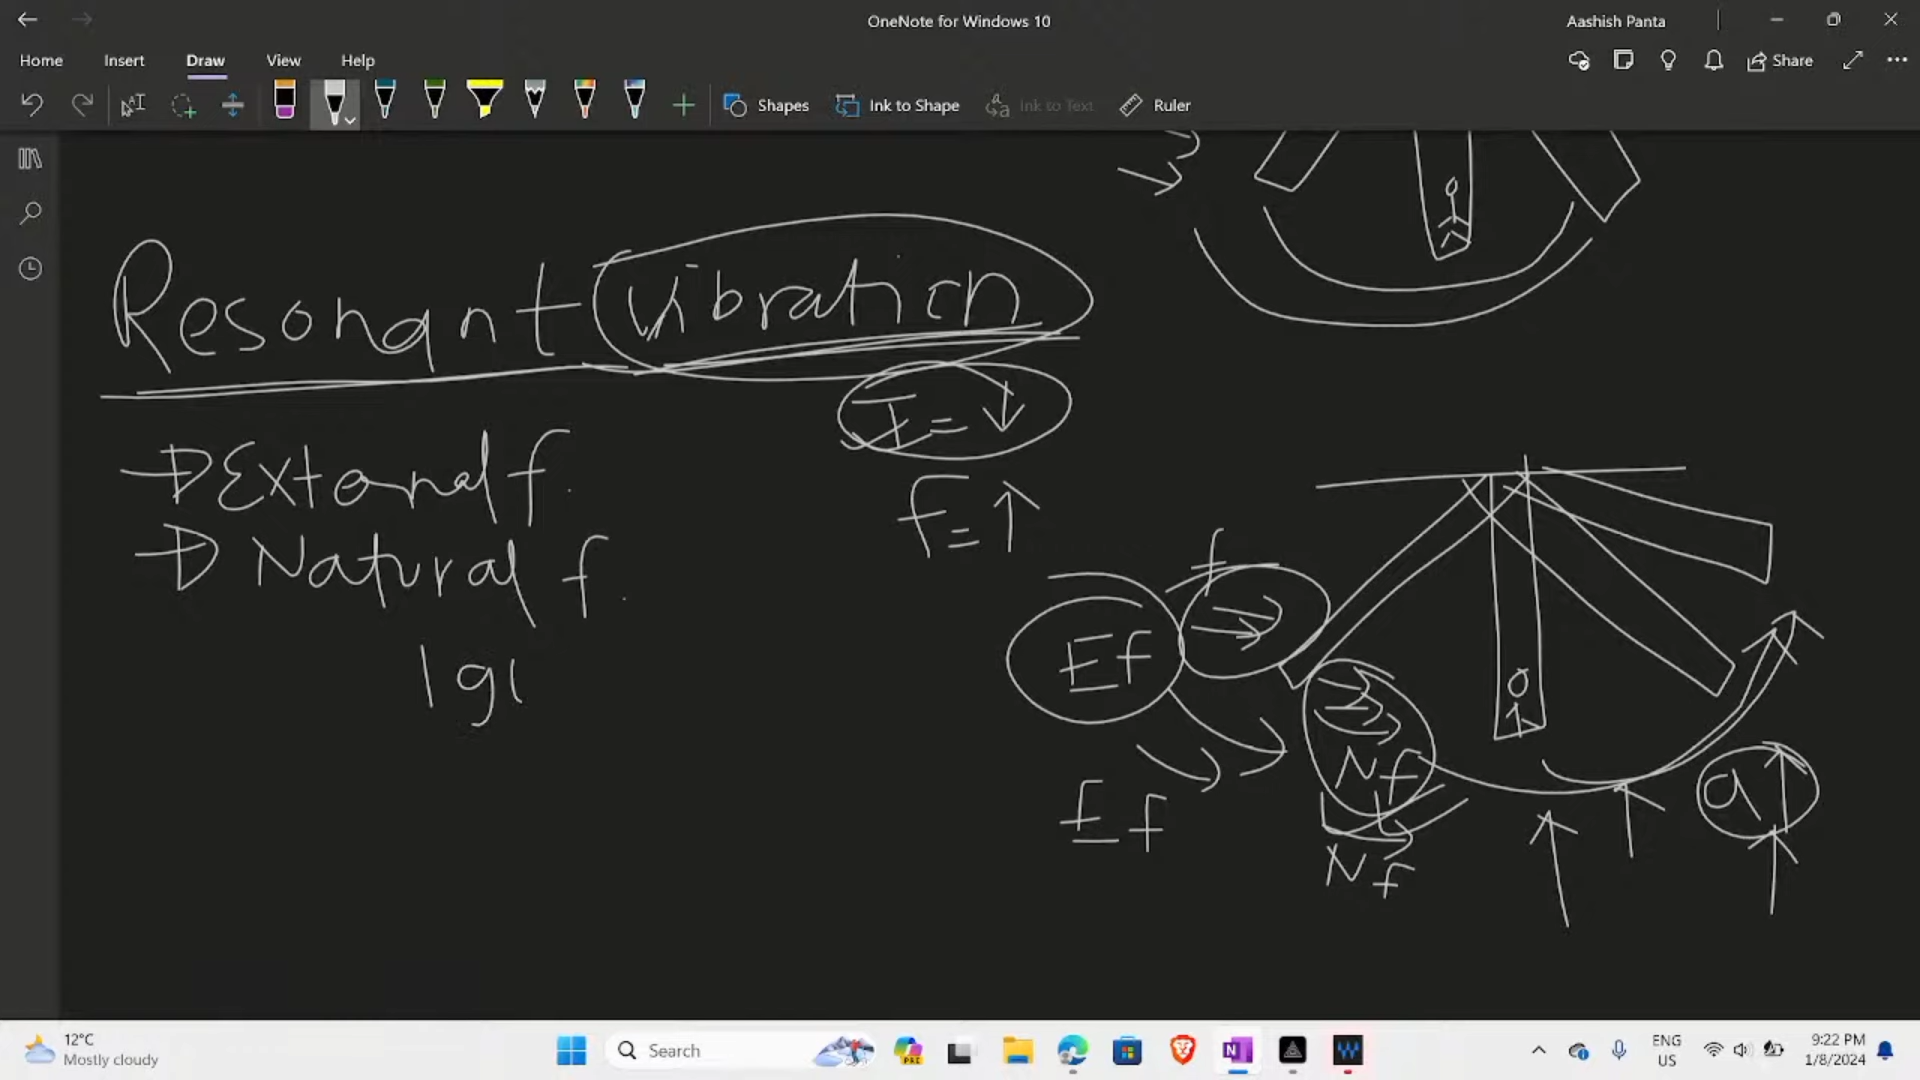 OneNote for Windows 10
Aashish Panta
Home Insert Draw View Help
Share
Shapes Ink to Shape Ink to Text Ruler
Resonant vibration
I = ↓
→ External f.
f = ↑
→ Natural f.
f
Ef
Nf
a↑
Ef
Nf
12°C
Mostly cloudy
Search
ENG
US
9:22 PM
1/8/2024